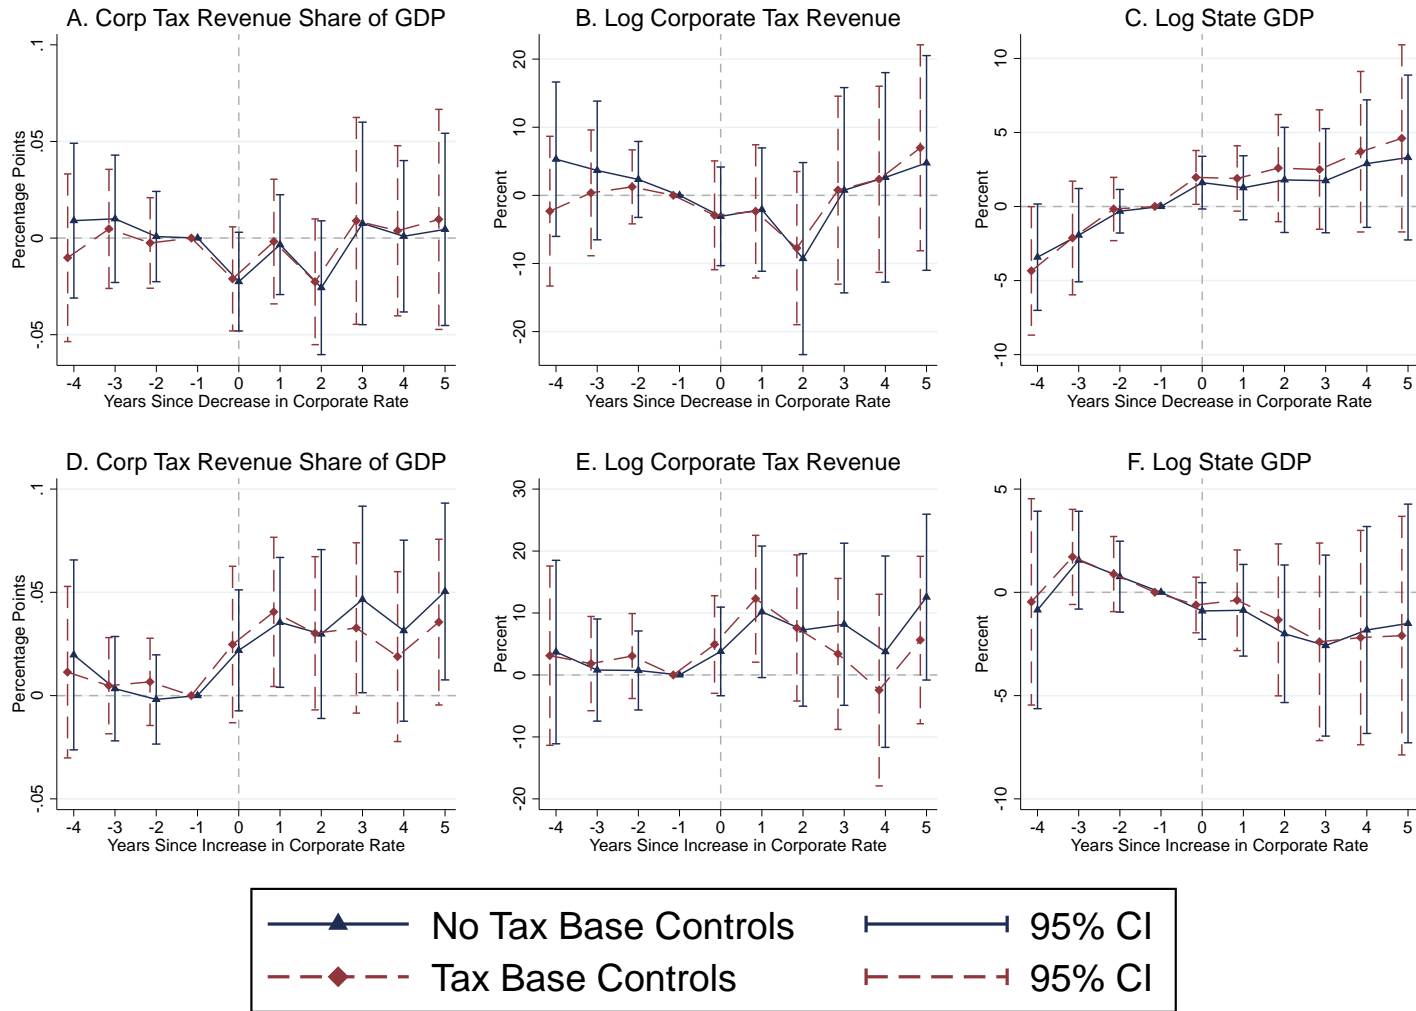 A. Corp Tax Revenue Share of GDP
Percentage Points
.1
.05
0
-.05
-4 -3 -2 -1 0 1 2 3 4 5
Years Since Decrease in Corporate Rate
B. Log Corporate Tax Revenue
Percent
20
10
0
-10
-20
-4 -3 -2 -1 0 1 2 3 4 5
Years Since Decrease in Corporate Rate
C. Log State GDP
Percent
10
5
0
-5
-10
-4 -3 -2 -1 0 1 2 3 4 5
Years Since Decrease in Corporate Rate
D. Corp Tax Revenue Share of GDP
Percentage Points
.1
.05
0
-.05
-4 -3 -2 -1 0 1 2 3 4 5
Years Since Increase in Corporate Rate
E. Log Corporate Tax Revenue
Percent
30
20
10
0
-10
-20
-4 -3 -2 -1 0 1 2 3 4 5
Years Since Increase in Corporate Rate
F. Log State GDP
Percent
5
0
-5
-10
-4 -3 -2 -1 0 1 2 3 4 5
Years Since Increase in Corporate Rate
No Tax Base Controls 95% CI
Tax Base Controls 95% CI